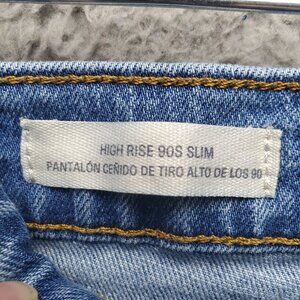 HIGH RISE 90S SLIM
PANTALÓN CEÑIDO DE TIRO ALTO DE LOS 90